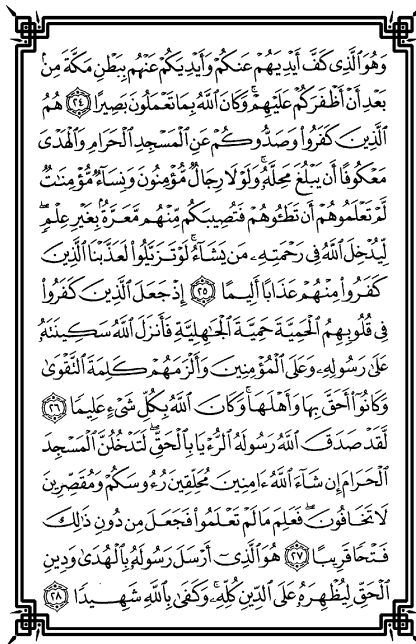 وَهُوَ ٱلَّذِى كَفَّ أَيْدِيَهُمْ عَنكُمْ وَأَيْدِيَكُمْ عَنْهُم بِبَطْنِ مَكَّةَ مِنۢ
بَعْدِ أَنْ أَظْفَرَكُمْ عَلَيْهِمْ ۚ وَكَانَ ٱللَّهُ بِمَا تَعْمَلُونَ بَصِيرًا ٢٤ هُمُ
ٱلَّذِينَ كَفَرُوا۟ وَصَدُّوكُمْ عَنِ ٱلْمَسْجِدِ ٱلْحَرَامِ وَٱلْهَدْىَ
مَعْكُوفًا أَن يَبْلُغَ مَحِلَّهُۥ ۚ وَلَوْلَا رِجَالٌ مُّؤْمِنُونَ وَنِسَآءٌ مُّؤْمِنَٰتٌ
لَّمْ تَعْلَمُوهُمْ أَن تَطَـُٔوهُمْ فَتُصِيبَكُم مِّنْهُم مَّعَرَّةٌۢ بِغَيْرِ عِلْمٍ ۖ
لِّيُدْخِلَ ٱللَّهُ فِى رَحْمَتِهِۦ مَن يَشَآءُ ۚ لَوْ تَزَيَّلُوا۟ لَعَذَّبْنَا ٱلَّذِينَ
كَفَرُوا۟ مِنْهُمْ عَذَابًا أَلِيمًا ٢٥ إِذْ جَعَلَ ٱلَّذِينَ كَفَرُوا۟
فِى قُلُوبِهِمُ ٱلْحَمِيَّةَ حَمِيَّةَ ٱلْجَٰهِلِيَّةِ فَأَنزَلَ ٱللَّهُ سَكِينَتَهُۥ
عَلَىٰ رَسُولِهِۦ وَعَلَى ٱلْمُؤْمِنِينَ وَأَلْزَمَهُمْ كَلِمَةَ ٱلتَّقْوَىٰ
وَكَانُوٓا۟ أَحَقَّ بِهَا وَأَهْلَهَا ۚ وَكَانَ ٱللَّهُ بِكُلِّ شَىْءٍ عَلِيمًا ٢٦
لَّقَدْ صَدَقَ ٱللَّهُ رَسُولَهُ ٱلرُّءْيَا بِٱلْحَقِّ ۖ لَتَدْخُلُنَّ ٱلْمَسْجِدَ
ٱلْحَرَامَ إِن شَآءَ ٱللَّهُ ءَامِنِينَ مُحَلِّقِينَ رُءُوسَكُمْ وَمُقَصِّرِينَ
لَا تَخَافُونَ ۖ فَعَلِمَ مَا لَمْ تَعْلَمُوا۟ فَجَعَلَ مِن دُونِ ذَٰلِكَ
فَتْحًا قَرِيبًا ٢٧ هُوَ ٱلَّذِىٓ أَرْسَلَ رَسُولَهُۥ بِٱلْهُدَىٰ وَدِينِ
ٱلْحَقِّ لِيُظْهِرَهُۥ عَلَى ٱلدِّينِ كُلِّهِۦ ۚ وَكَفَىٰ بِٱللَّهِ شَهِيدًا ٢٨